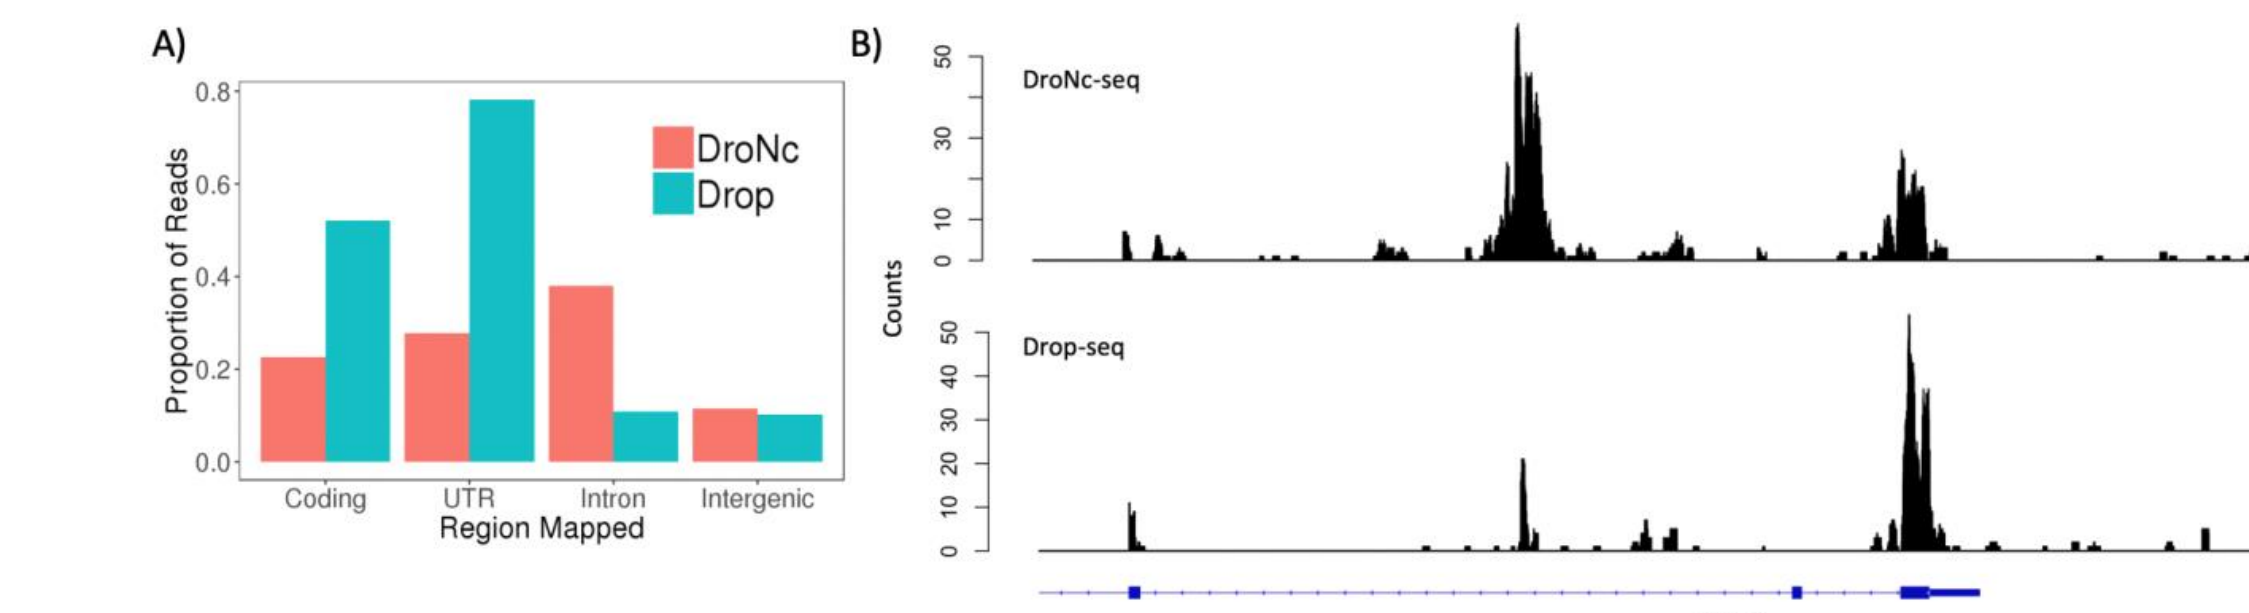 A)
Proportion of Reads
0.8
0.6
0.4
0.2
0.0
DroNc
Drop
Coding UTR Intron Intergenic
Region Mapped
B)
Counts
DroNc-seq
50
30
10
0
Drop-seq
50
40
30
20
10
0